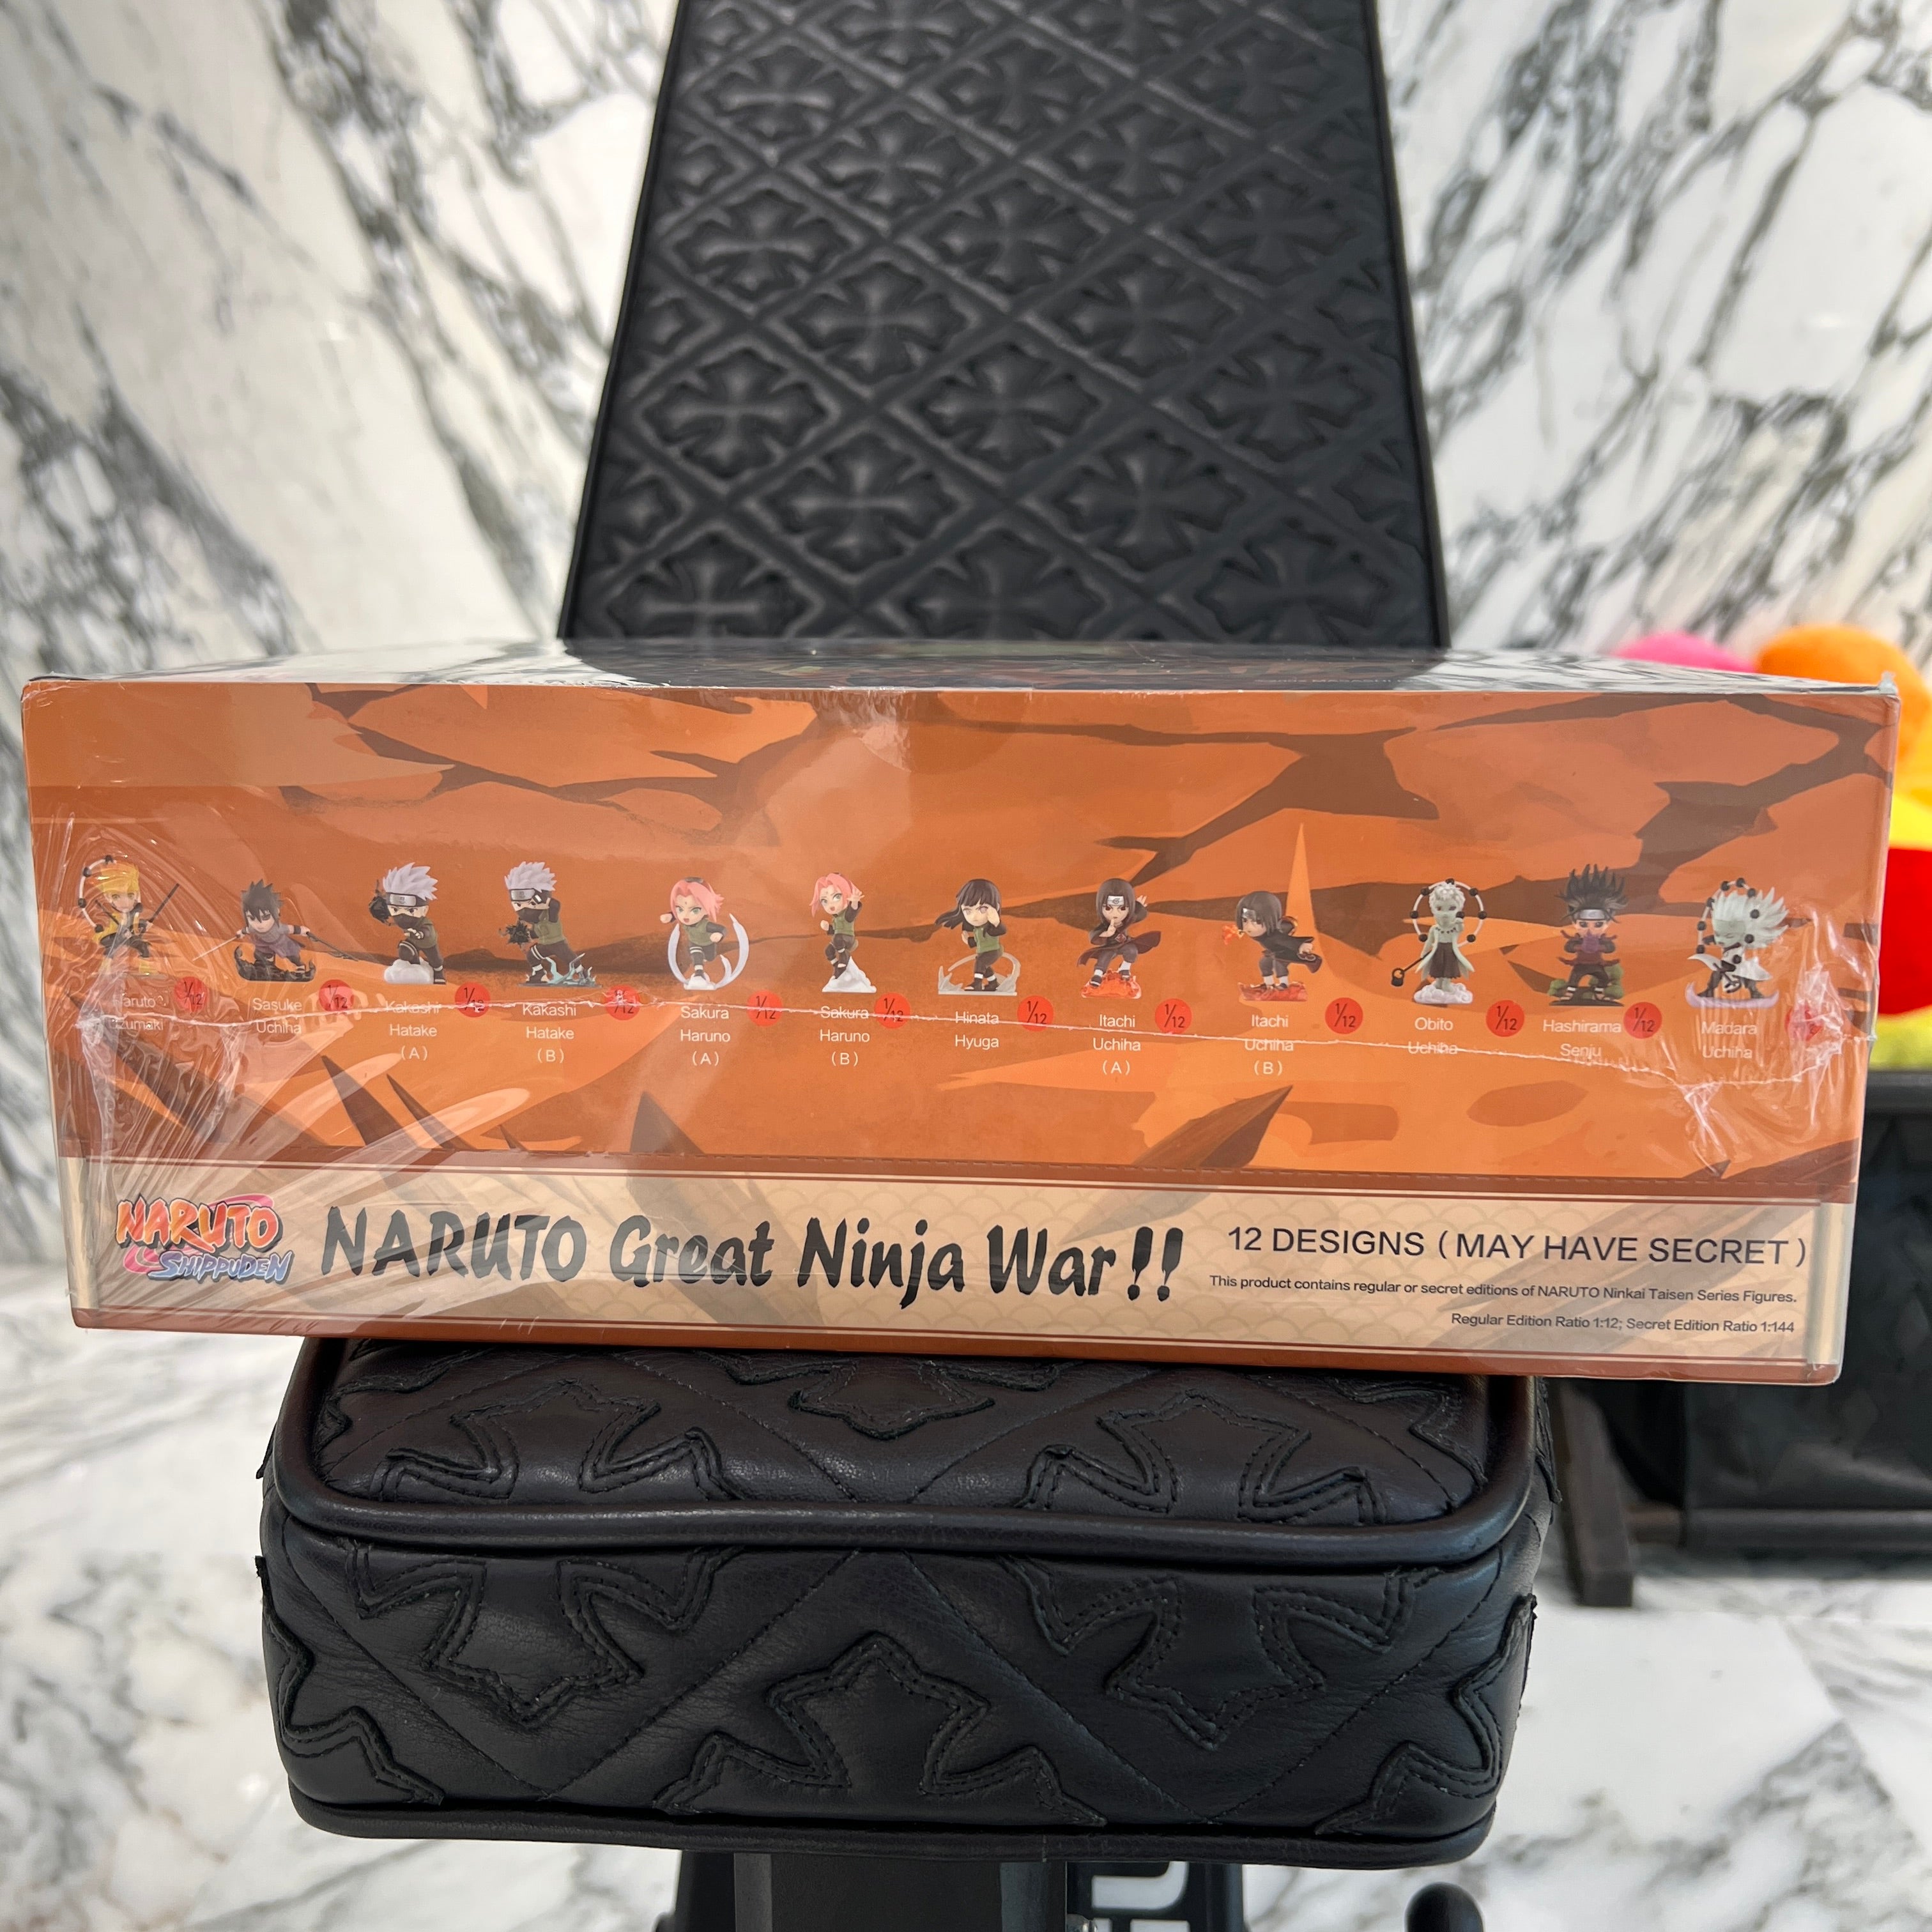 Naruto
Uzumaki
1/12
Sasuke
Uchiha
1/12
Kakashi
Hatake
(A)
1/12
Kakashi
Hatake
(B)
1/12
Sakura
Haruno
(A)
1/12
Sakura
Haruno
(B)
1/12
Hinata
Hyuga
1/12
Itachi
Uchiha
(A)
1/12
Itachi
Uchiha
(B)
1/12
Obito
Uchiha
1/12
Hashirama
Senju
1/12
Madara
Uchiha
NARUTO
SHIPPUDEN
NARUTO Great Ninja War!!
12 DESIGNS (MAY HAVE SECRET)
This product contains regular or secret editions of NARUTO Ninkai Taisen Series Figures.
Regular Edition Ratio 1:12; Secret Edition Ratio 1:144